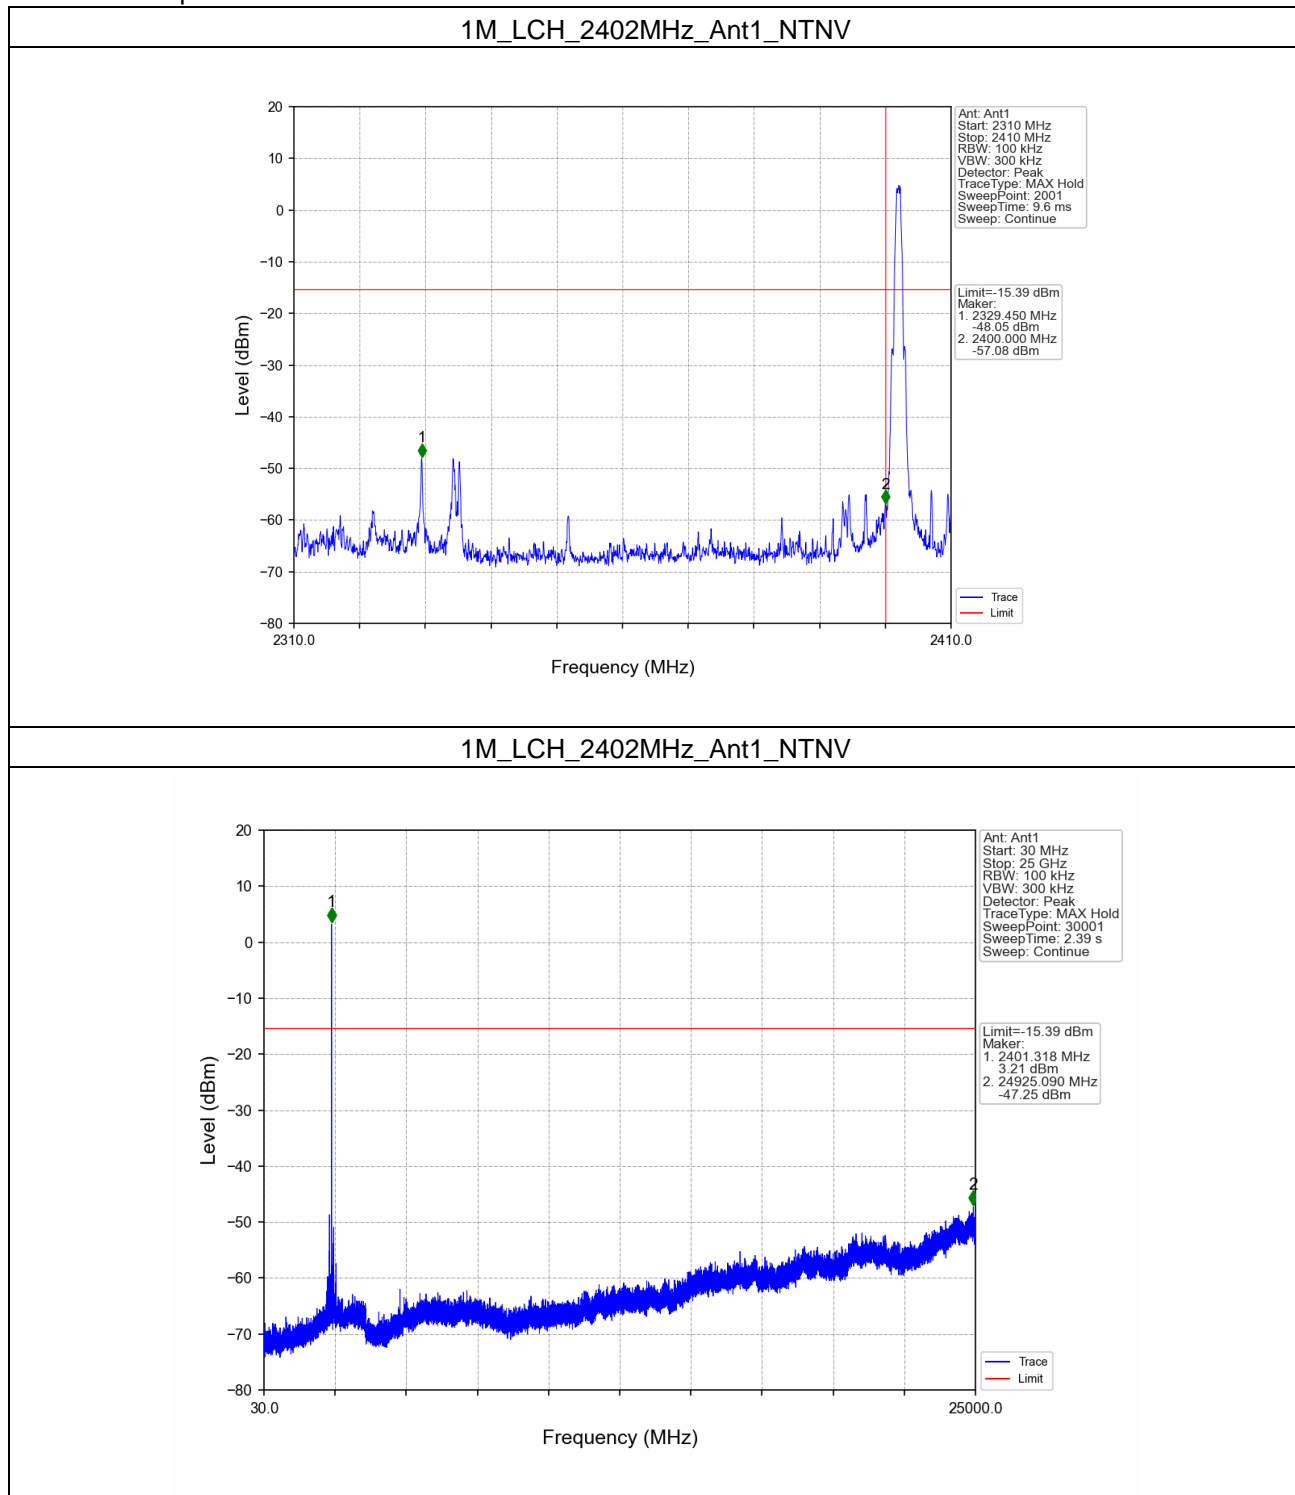 1M_LCH_2402MHz_Ant1_NTNV
20
10
0
−10
−20
−30
−40
−50
−60
−70
−80
Level (dBm)
1
2
2310.0
2410.0
Frequency (MHz)
Ant: Ant1
Start: 2310 MHz
Stop: 2410 MHz
RBW: 100 kHz
VBW: 300 kHz
Detector: Peak
TraceType: MAX Hold
SweepPoint: 2001
SweepTime: 9.6 ms
Sweep: Continue
Limit=-15.39 dBm
Maker:
1. 2329.450 MHz
-48.05 dBm
2. 2400.000 MHz
-57.08 dBm
Trace
Limit
1M_LCH_2402MHz_Ant1_NTNV
20
10
0
−10
−20
−30
−40
−50
−60
−70
−80
Level (dBm)
1
2
30.0
25000.0
Frequency (MHz)
Ant: Ant1
Start: 30 MHz
Stop: 25 GHz
RBW: 100 kHz
VBW: 300 kHz
Detector: Peak
TraceType: MAX Hold
SweepPoint: 30001
SweepTime: 2.39 s
Sweep: Continue
Limit=-15.39 dBm
Maker:
1. 2401.318 MHz
3.21 dBm
2. 24925.090 MHz
-47.25 dBm
Trace
Limit